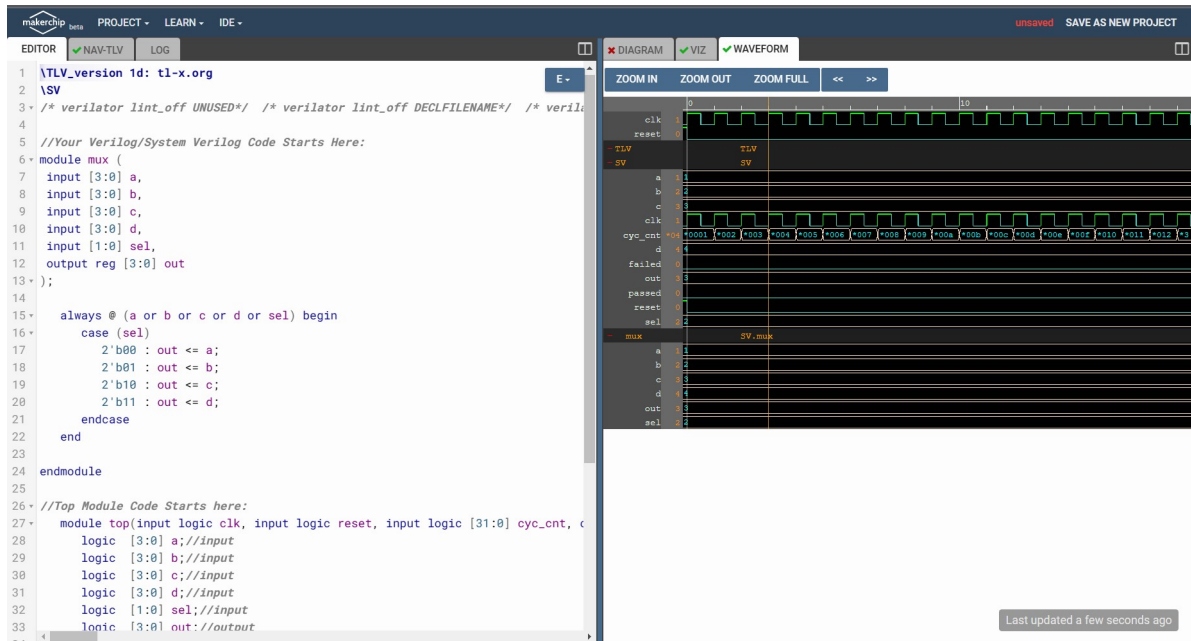 makerchip beta PROJECT LEARN IDE unsaved SAVE AS NEW PROJECT
EDITOR NAV-TLV LOG
1 \TLV_version 1d: tl-x.org
2 \SV
3 /* verilator lint_off UNUSED*/ /* verilator lint_off DECLFILENAME*/ /* veril
4
5 //Your Verilog/System Verilog Code Starts Here:
6 module mux (
7 input [3:0] a,
8 input [3:0] b,
9 input [3:0] c,
10 input [3:0] d,
11 input [1:0] sel,
12 output reg [3:0] out
13 );
14
15 always @ (a or b or c or d or sel) begin
16 case (sel)
17 2'b00 : out <= a;
18 2'b01 : out <= b;
19 2'b10 : out <= c;
20 2'b11 : out <= d;
21 endcase
22 end
23
24 endmodule
25
26 //Top Module Code Starts here:
27 module top(input logic clk, input logic reset, input logic [31:0] cyc_cnt,
28 logic [3:0] a;//input
29 logic [3:0] b;//input
30 logic [3:0] c;//input
31 logic [3:0] d;//input
32 logic [1:0] sel;//input
33 logic [3:0] out;//output
E
DIAGRAM VIZ WAVEFORM
ZOOM IN ZOOM OUT ZOOM FULL << >>
0 10
clk 1
reset 0
TLV TLV
SV SV
a 1 1
b 2 2
c 3 3
clk 1
cyc_cnt *04 *0001 *002 *003 *004 *005 *006 *007 *008 *009 *00a *00b *00c *00d *00e *00f *010 *011 *012 *3
d 4 4
failed 0
out 3 3
passed 0
reset 0
sel 2 2
mux SV.mux
a 1 1
b 2 2
c 3 3
d 4 4
out 3 3
sel 2 2
Last updated a few seconds ago